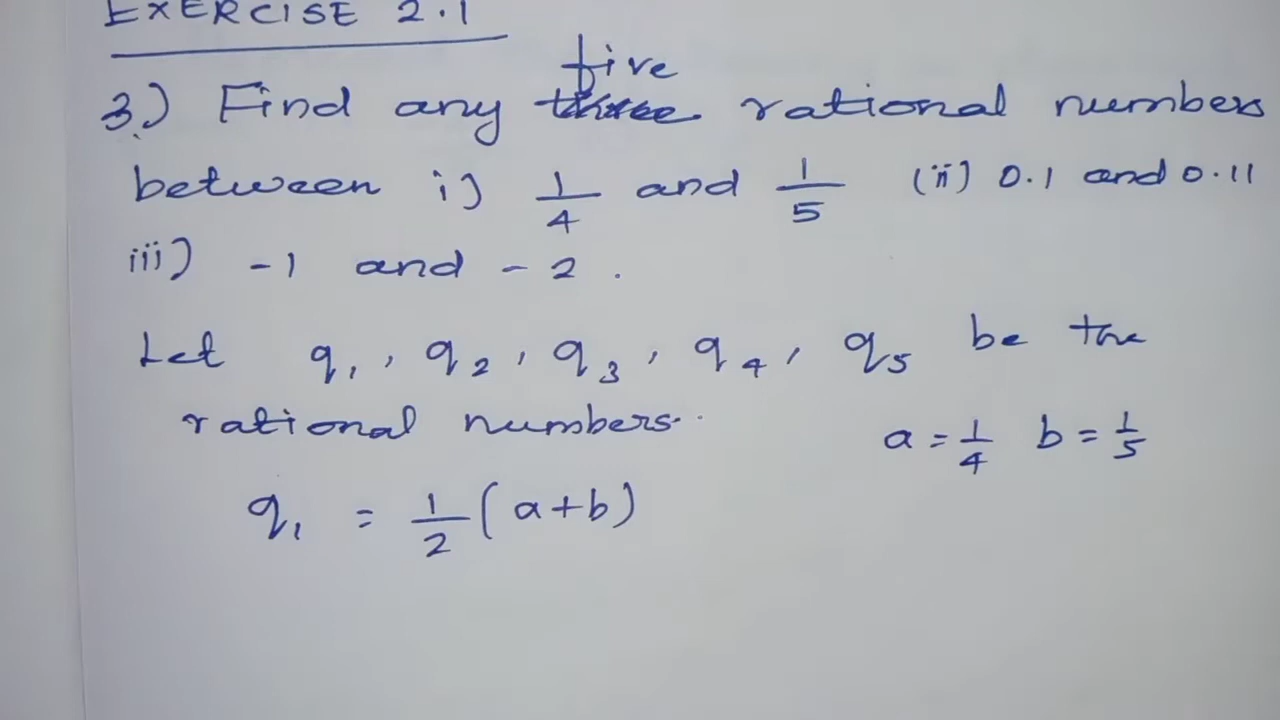 EXERCISE 2.1
five
3.) Find any three rational numbers
between i) 1/4 and 1/5 (ii) 0.1 and 0.11
iii) -1 and -2.
Let q₁, q₂, q₃, q₄, q₅ be the
rational numbers.
a = 1/4 b = 1/5
q₁ = 1/2 (a+b)